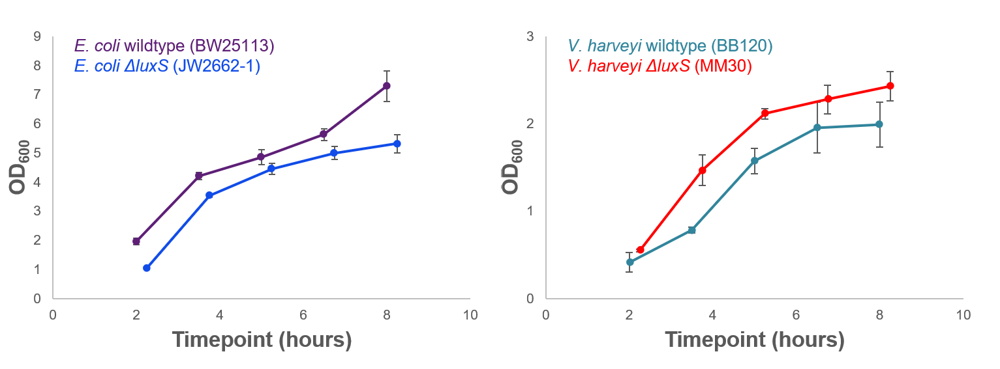 E. coli wildtype (BW25113)
E. coli ΔluxS (JW2662-1)
9
8
7
6
5
4
3
2
1
0
OD600
0 2 4 6 8 10
Timepoint (hours)
V. harveyi wildtype (BB120)
V. harveyi ΔluxS (MM30)
3
2
1
0
OD600
0 2 4 6 8 10
Timepoint (hours)